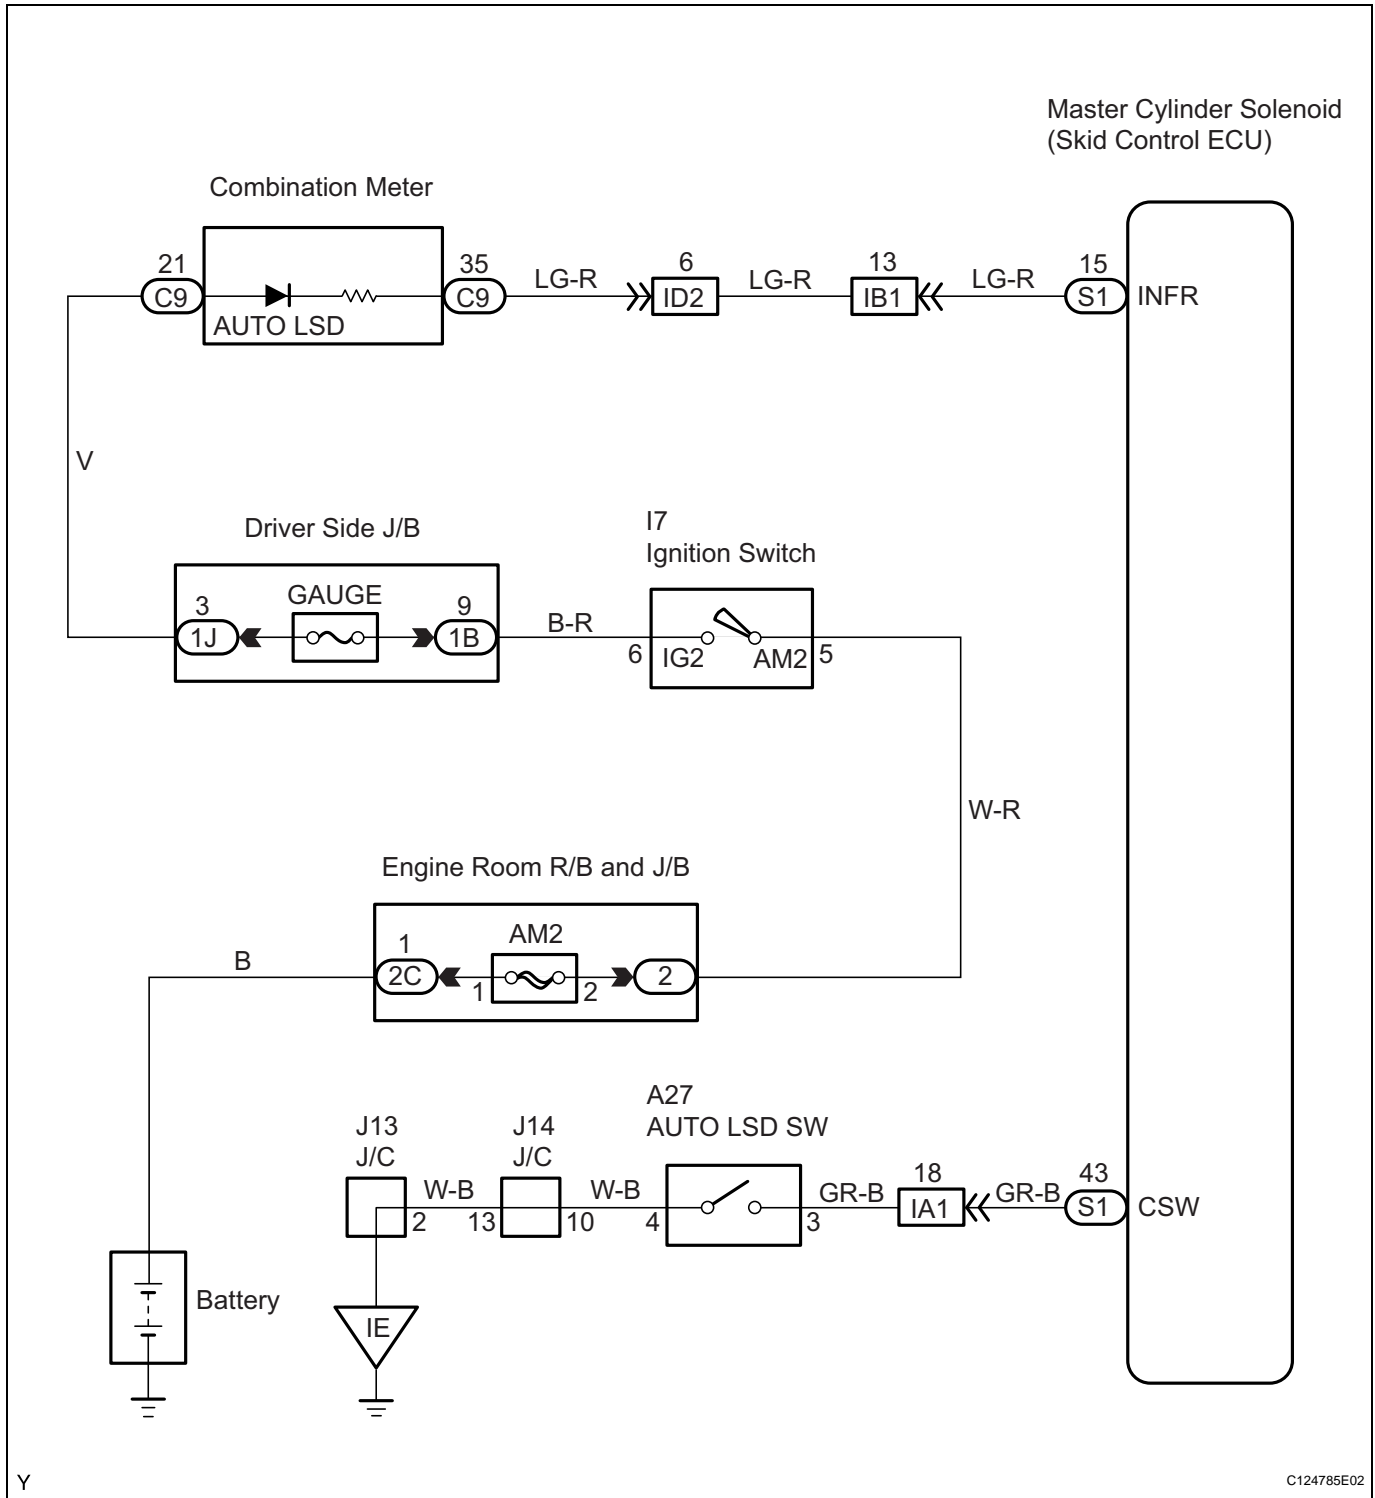 Master Cylinder Solenoid
(Skid Control ECU)
Combination Meter
21
C9
AUTO LSD
35
C9
LG-R
6
ID2
LG-R
13
IB1
LG-R
15
S1
INFR
V
Driver Side J/B
3
1J
GAUGE
9
1B
B-R
I7
Ignition Switch
6
IG2
AM2
5
W-R
Engine Room R/B and J/B
B
1
2C
AM2
1
2
2
J13
J/C
2
W-B
J14
J/C
13
10
W-B
A27
AUTO LSD SW
4
3
GR-B
18
IA1
GR-B
43
S1
CSW
Battery
IE
Y
C124785E02